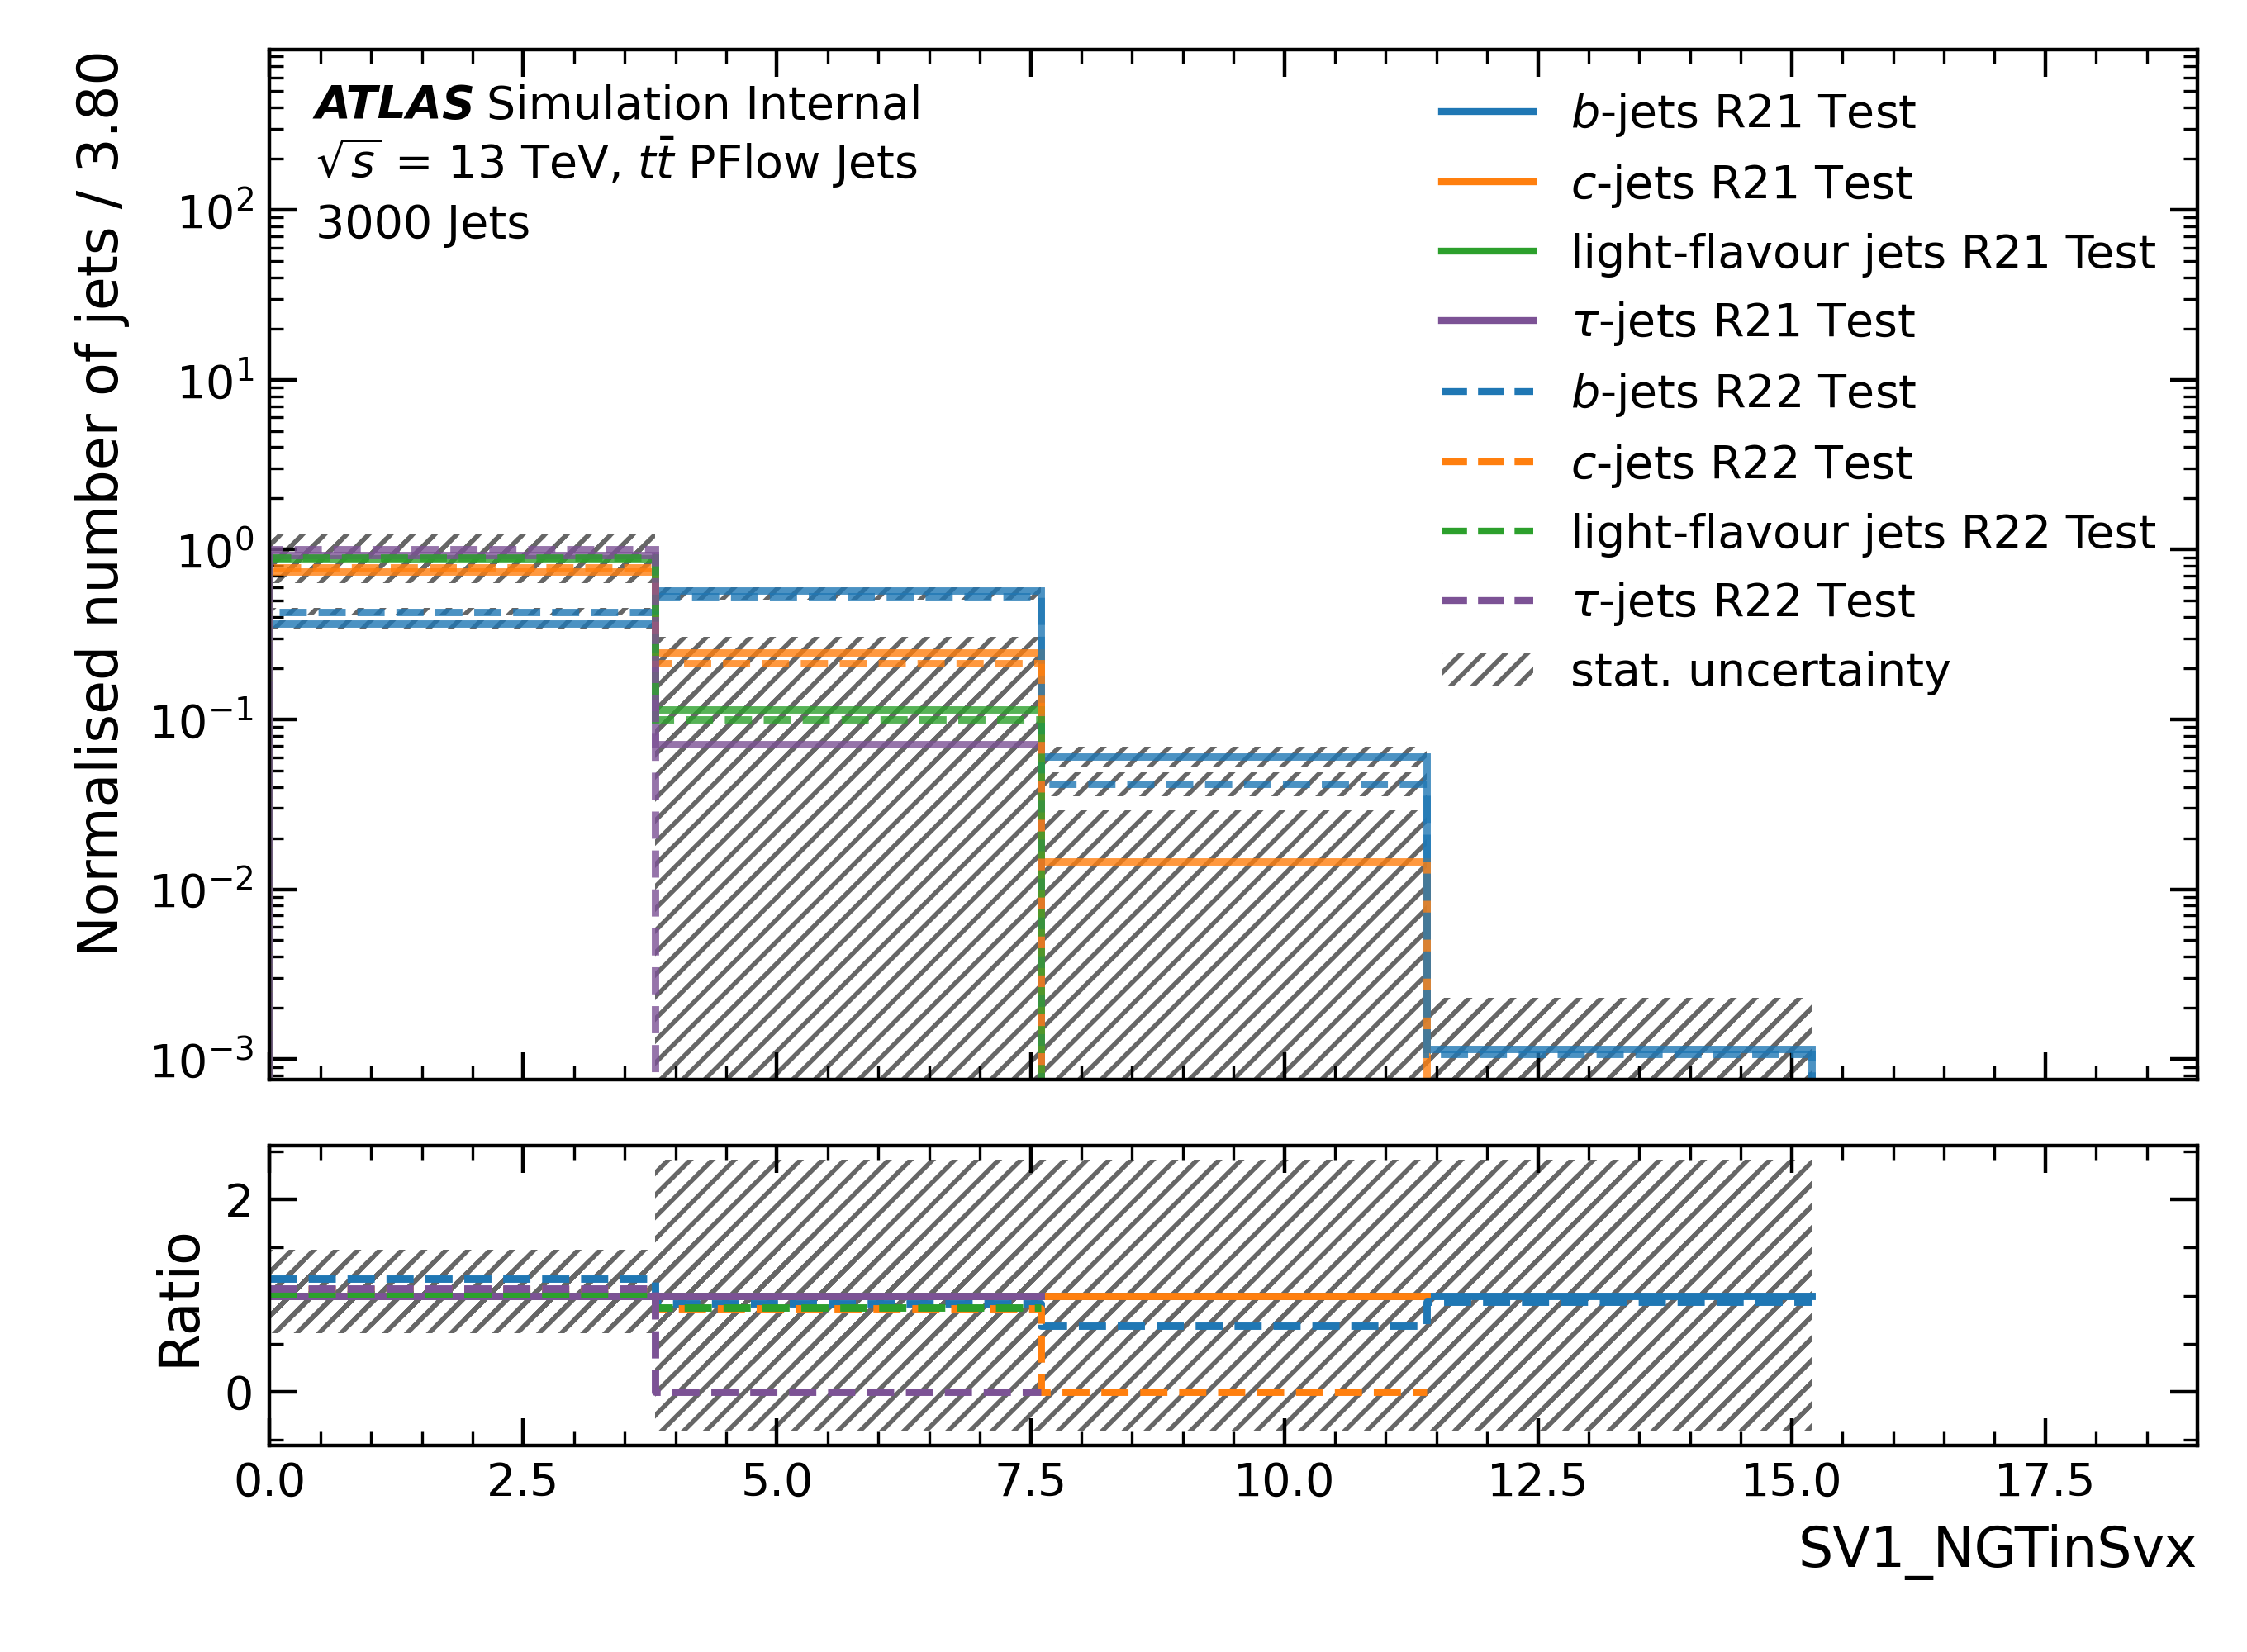 Normalised number of jets / 3.80
ATLAS Simulation Internal
√s = 13 TeV, tt̄ PFlow Jets
3000 Jets
b-jets R21 Test
c-jets R21 Test
light-flavour jets R21 Test
τ-jets R21 Test
b-jets R22 Test
c-jets R22 Test
light-flavour jets R22 Test
τ-jets R22 Test
stat. uncertainty
10²
10¹
10⁰
10⁻¹
10⁻²
10⁻³
Ratio
2
0
0.0 2.5 5.0 7.5 10.0 12.5 15.0 17.5
SV1_NGTinSvx